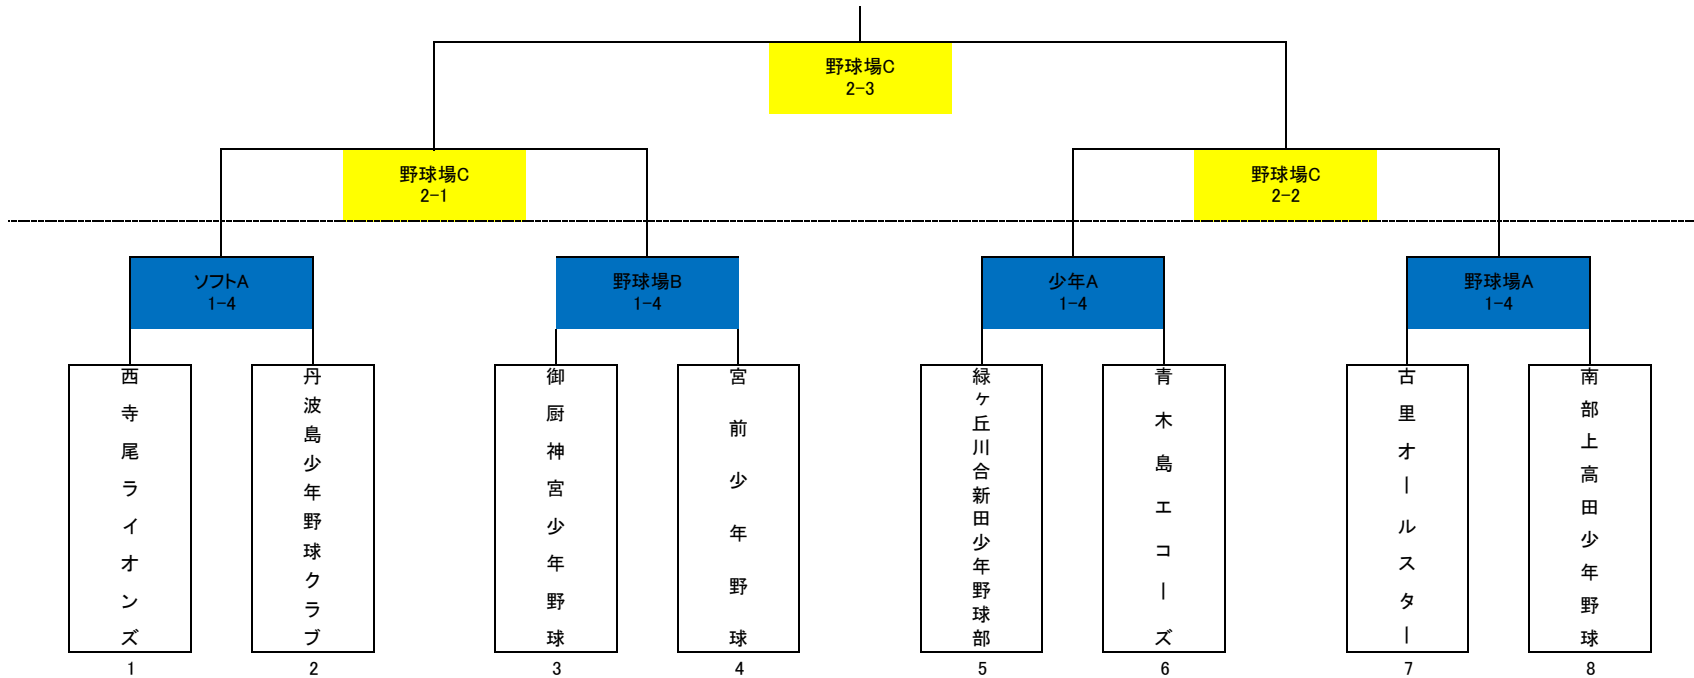 野球場C
2-3
野球場C
2-1
野球場C
2-2
ソフトA
1-4
野球場B
1-4
少年A
1-4
野球場A
1-4
西寺尾ライオンズ
丹波島少年野球クラブ
御厨神宮少年野球
宮前少年野球
緑ヶ丘川合新田少年野球部
青木島エコーズ
古里オールスター
南部上高田少年野球
1
2
3
4
5
6
7
8